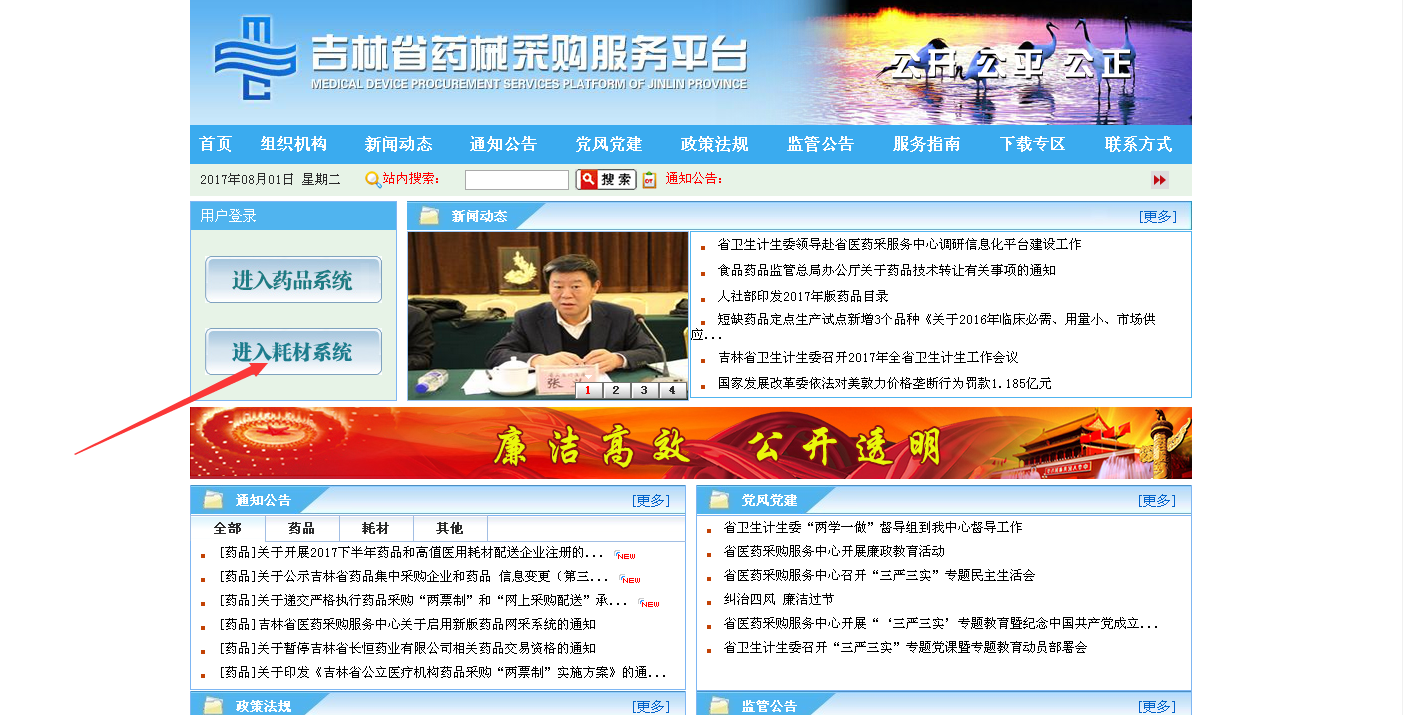 吉林省药械采购服务平台
MEDICAL DEVICE PROCUREMENT SERVICES PLATFORM OF JINLIN PROVINCE
公开 公平 公正
首页 组织机构 新闻动态 通知公告 党风党建 政策法规 监管公告 服务指南 下载专区 联系方式
2017年08月01日 星期二 站内搜索： 搜 索 通知公告：
用户登录
进入药品系统
进入耗材系统
新闻动态 [更多]
省卫生计生委领导赴省医药采服务中心调研信息化平台建设工作
食品药品监管总局办公厅关于药品技术转让有关事项的通知
人社部印发2017年版药品目录
短缺药品定点生产试点新增3个品种《关于2016年临床必需、用量小、市场供
应...
吉林省卫生计生委召开2017年全省卫生计生工作会议
国家发展改革委依法对美敦力价格垄断行为罚款1.185亿元
张
1 2 3 4
廉洁高效 公开透明
通知公告 [更多]
全部 药品 耗材 其他
[药品]关于开展2017下半年药品和高值医用耗材配送企业注册的... NEW
[药品]关于公示吉林省药品集中采购企业和药品 信息变更（第三... NEW
[药品]关于递交严格执行药品采购“两票制”和“网上采购配送”承... NEW
[药品]吉林省医药采购服务中心关于启用新版药品网采系统的通知
[药品]关于暂停吉林省长恒药业有限公司相关药品交易资格的通知
[药品]关于印发《吉林省公立医疗机构药品采购“两票制”实施方案》的通...
党风党建 [更多]
省卫生计生委“两学一做”督导组到我中心督导工作
省医药采购服务中心开展廉政教育活动
省医药采购服务中心召开“三严三实”专题民主生活会
纠治四风 廉洁过节
省医药采购服务中心开展“‘三严三实’专题教育暨纪念中国共产党成立...
省卫生计生委召开“三严三实”专题党课暨专题教育动员部署会
政策法规 [更多]
监管公告 [更多]